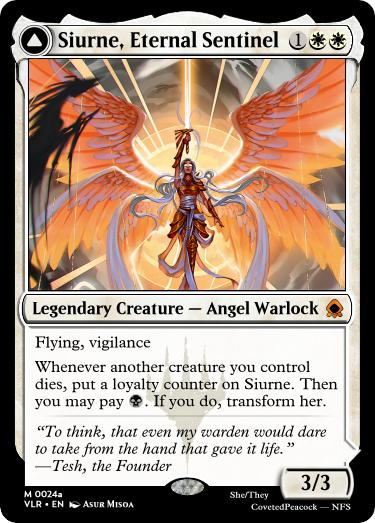 Siurne, Eternal Sentinel 1
Legendary Creature — Angel Warlock
Flying, vigilance
Whenever another creature you control
dies, put a loyalty counter on Siurne. Then
you may pay . If you do, transform her.
“To think, that even my warden would dare
to take from the hand that gave it life.”
—Tesh, the Founder
3/3
M 0024a
VLR • EN Asur Misoa
She/They
CovetedPeacock — NFS